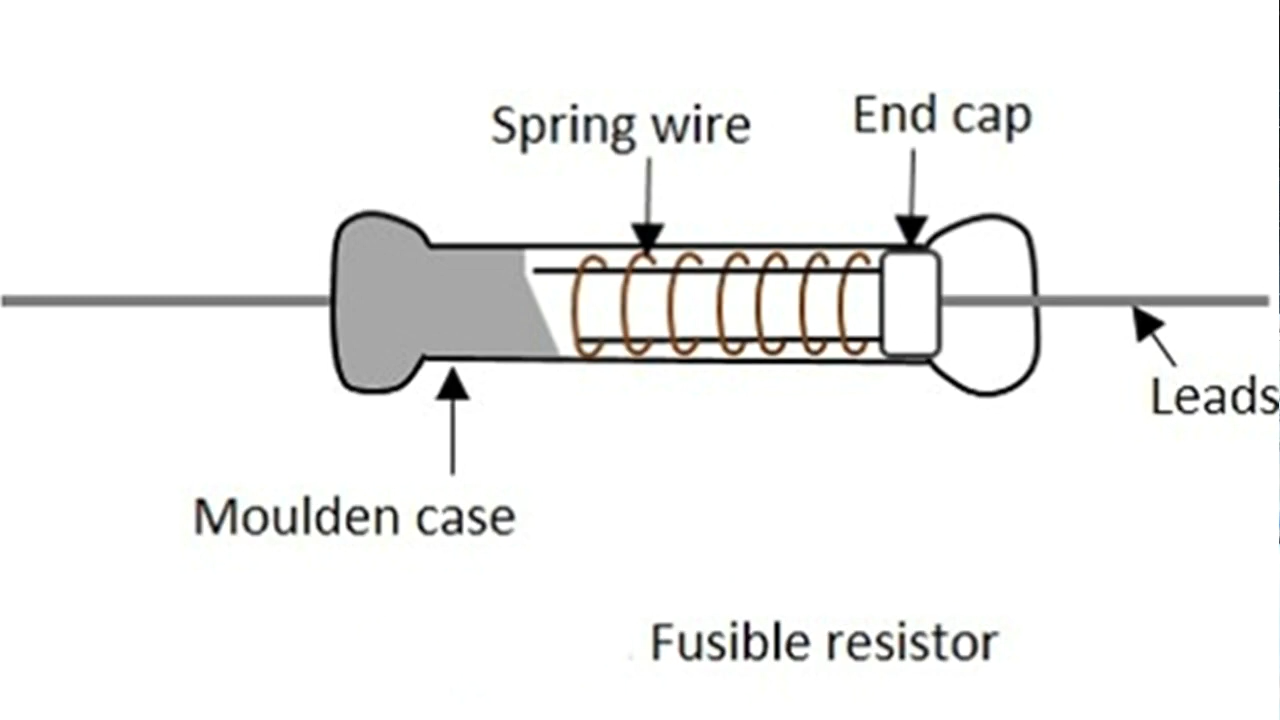 Spring wire
End cap
Leads
Moulden case
Fusible resistor